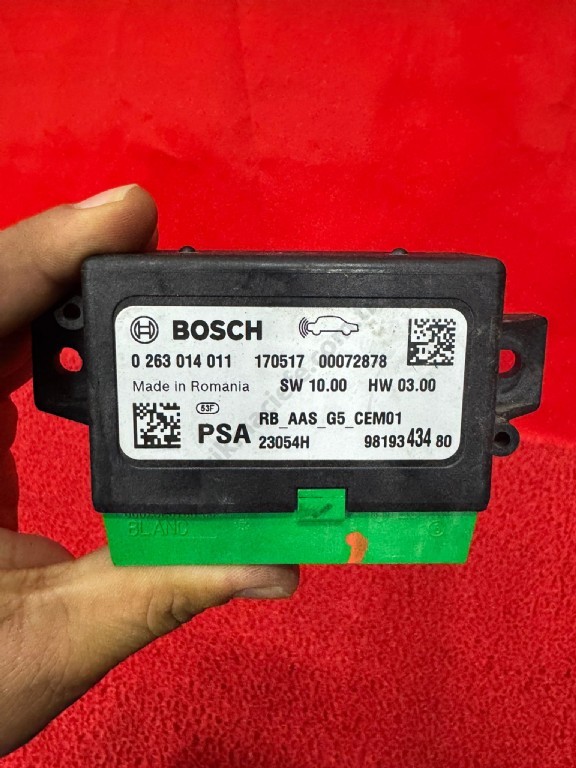 BOSCH
0 263 014 011 170517 00072878
Made in Romania SW 10.00 HW 03.00
53F
RB_AAS_G5_CEM01
PSA 23054H 98193 434 80
BLANC